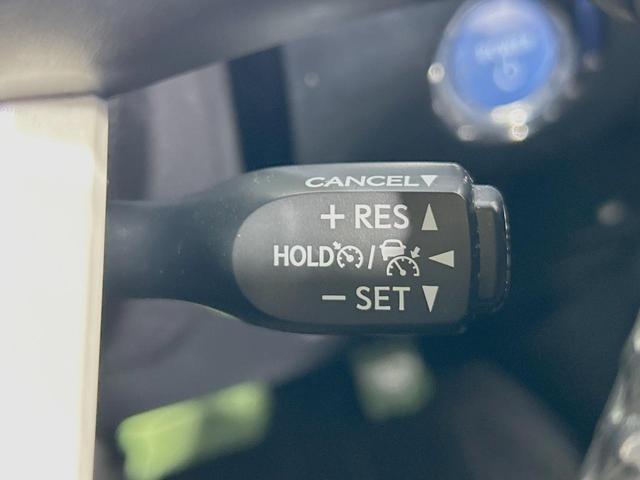 CANCEL▼
+ RES ▲
HOLD / ◀
− SET ▼